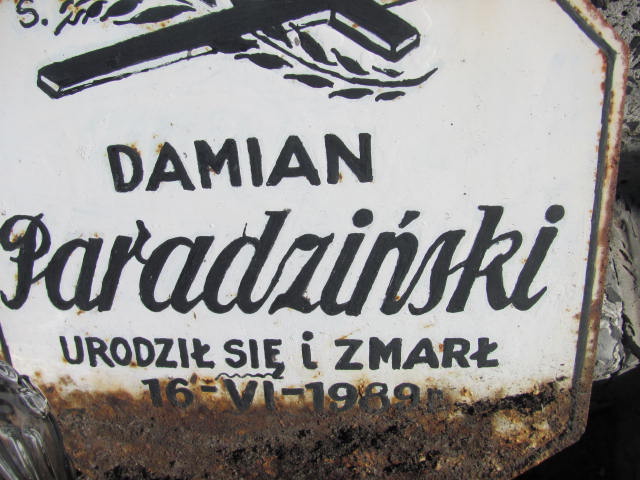 S.
DAMIAN
Paradziński
URODZIŁ SIĘ i ZMARŁ
16-VI-1989r.